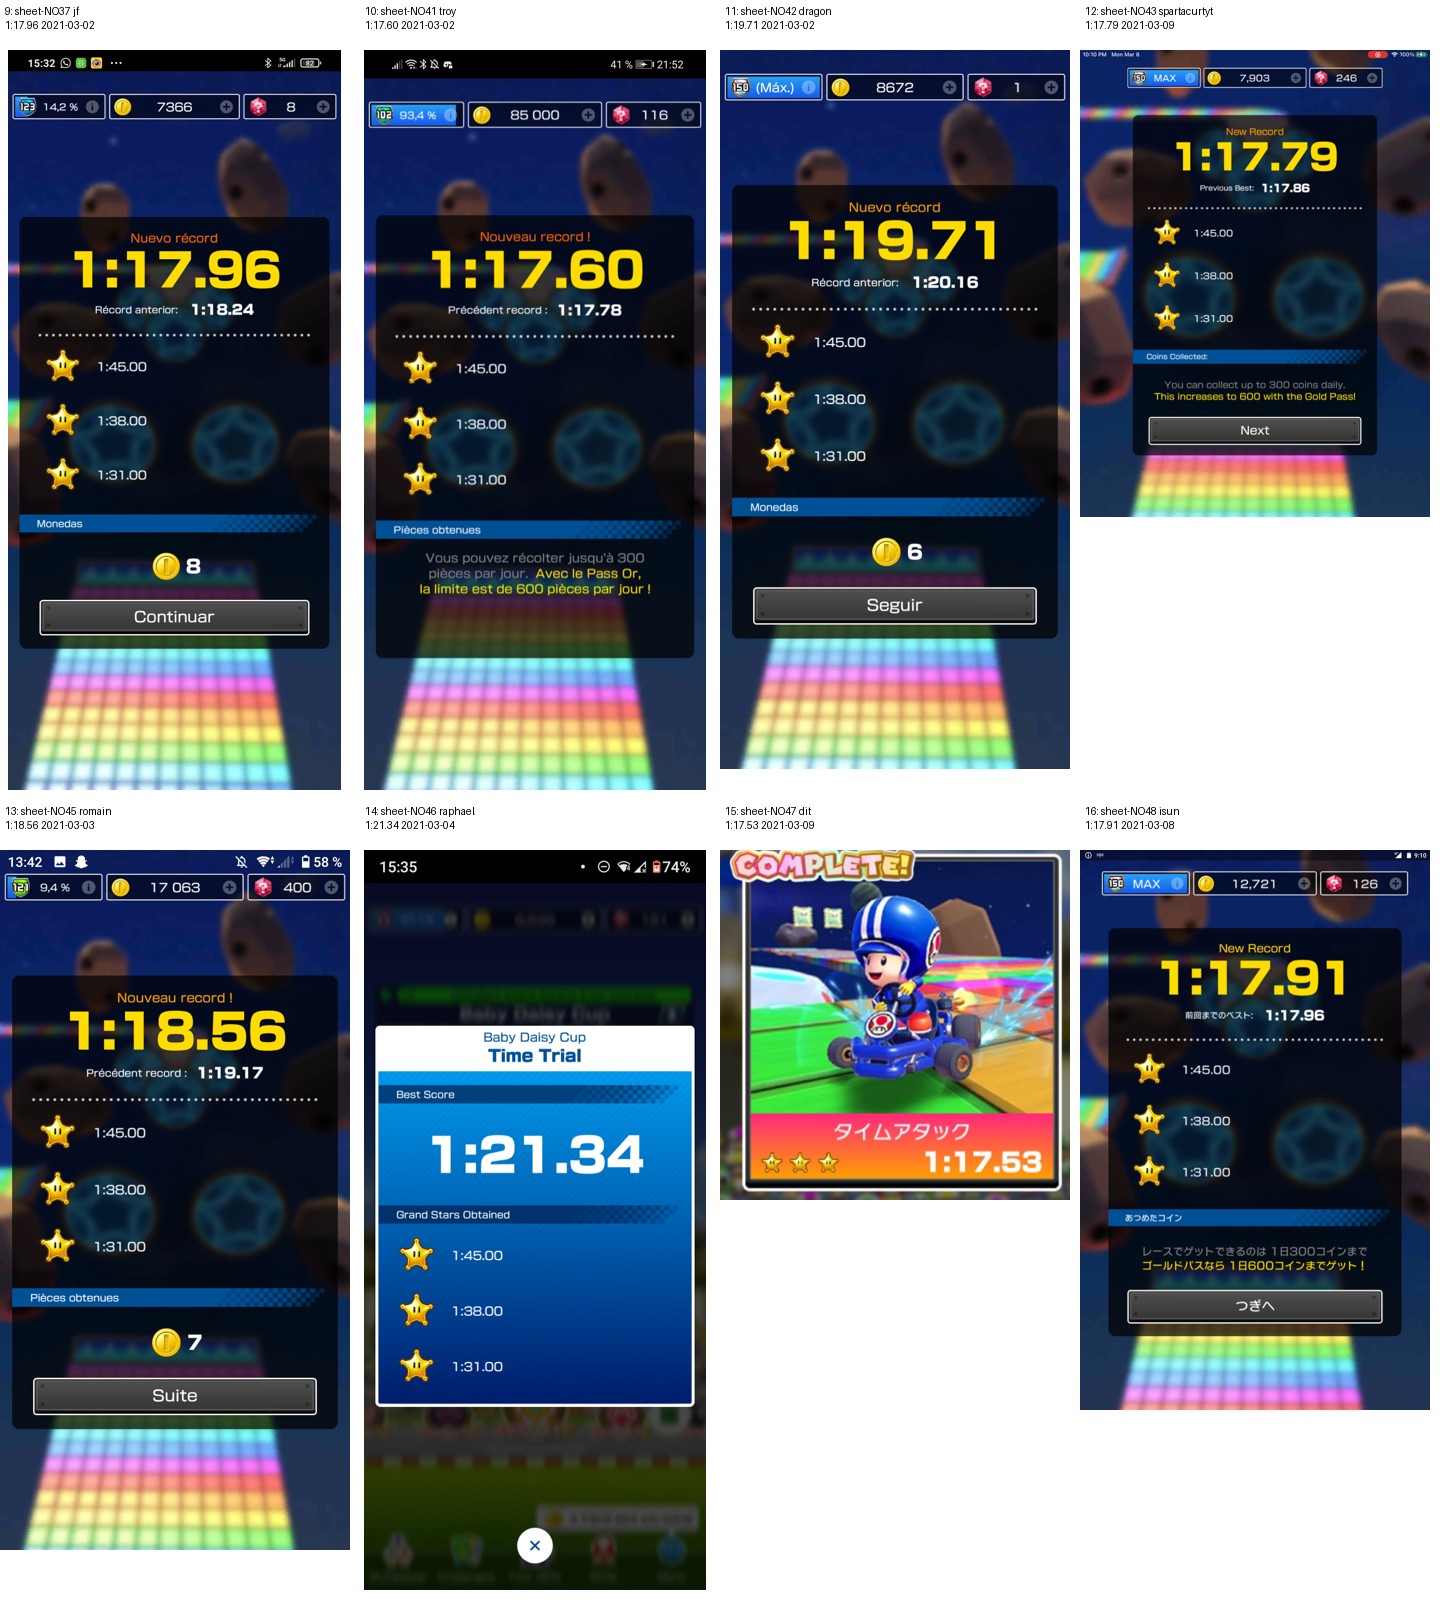 9: sheet-NO37 jf
1:17.96 2021-03-02
15:32
82
123 14,2 %
7366
8
Nuevo récord
1:17.96
Récord anterior: 1:18.24
1:45.00
1:38.00
1:31.00
Monedas
8
Continuar
10: sheet-NO41 troy
1:17.60 2021-03-02
41 % 21:52
102 93,4 %
85 000
116
Nouveau record !
1:17.60
Précédent record : 1:17.78
1:45.00
1:38.00
1:31.00
Pièces obtenues
Vous pouvez récolter jusqu'à 300
pièces par jour. Avec le Pass Or,
la limite est de 600 pièces par jour !
11: sheet-NO42 dragon
1:19.71 2021-03-02
150 (Máx.)
8672
1
Nuevo récord
1:19.71
Récord anterior: 1:20.16
1:45.00
1:38.00
1:31.00
Monedas
6
Seguir
12: sheet-NO43 spartacurtyt
1:17.79 2021-03-09
10:10 PM Mon Mar 8
100%
150 MAX
7,903
246
New Record
1:17.79
Previous Best: 1:17.86
1:45.00
1:38.00
1:31.00
Coins Collected:
You can collect up to 300 coins daily.
This increases to 600 with the Gold Pass!
Next
13: sheet-NO45 romain
1:18.56 2021-03-03
13:42
58 %
121 9,4 %
17 063
400
Nouveau record !
1:18.56
Précédent record : 1:19.17
1:45.00
1:38.00
1:31.00
Pièces obtenues
7
Suite
14: sheet-NO46 raphael
1:21.34 2021-03-04
15:35
74%
Baby Daisy Cup
Baby Daisy Cup
Time Trial
Best Score
1:21.34
Grand Stars Obtained
1:45.00
1:38.00
1:31.00
15: sheet-NO47 dit
1:17.53 2021-03-09
COMPLETE!
タイムアタック
1:17.53
16: sheet-NO48 isun
1:17.91 2021-03-08
9:10
150 MAX
12,721
126
New Record
1:17.91
前回までのベスト: 1:17.96
1:45.00
1:38.00
1:31.00
あつめたコイン
レースでゲットできるのは 1日300コインまで
ゴールドパスなら 1日600コインまでゲット！
つぎへ